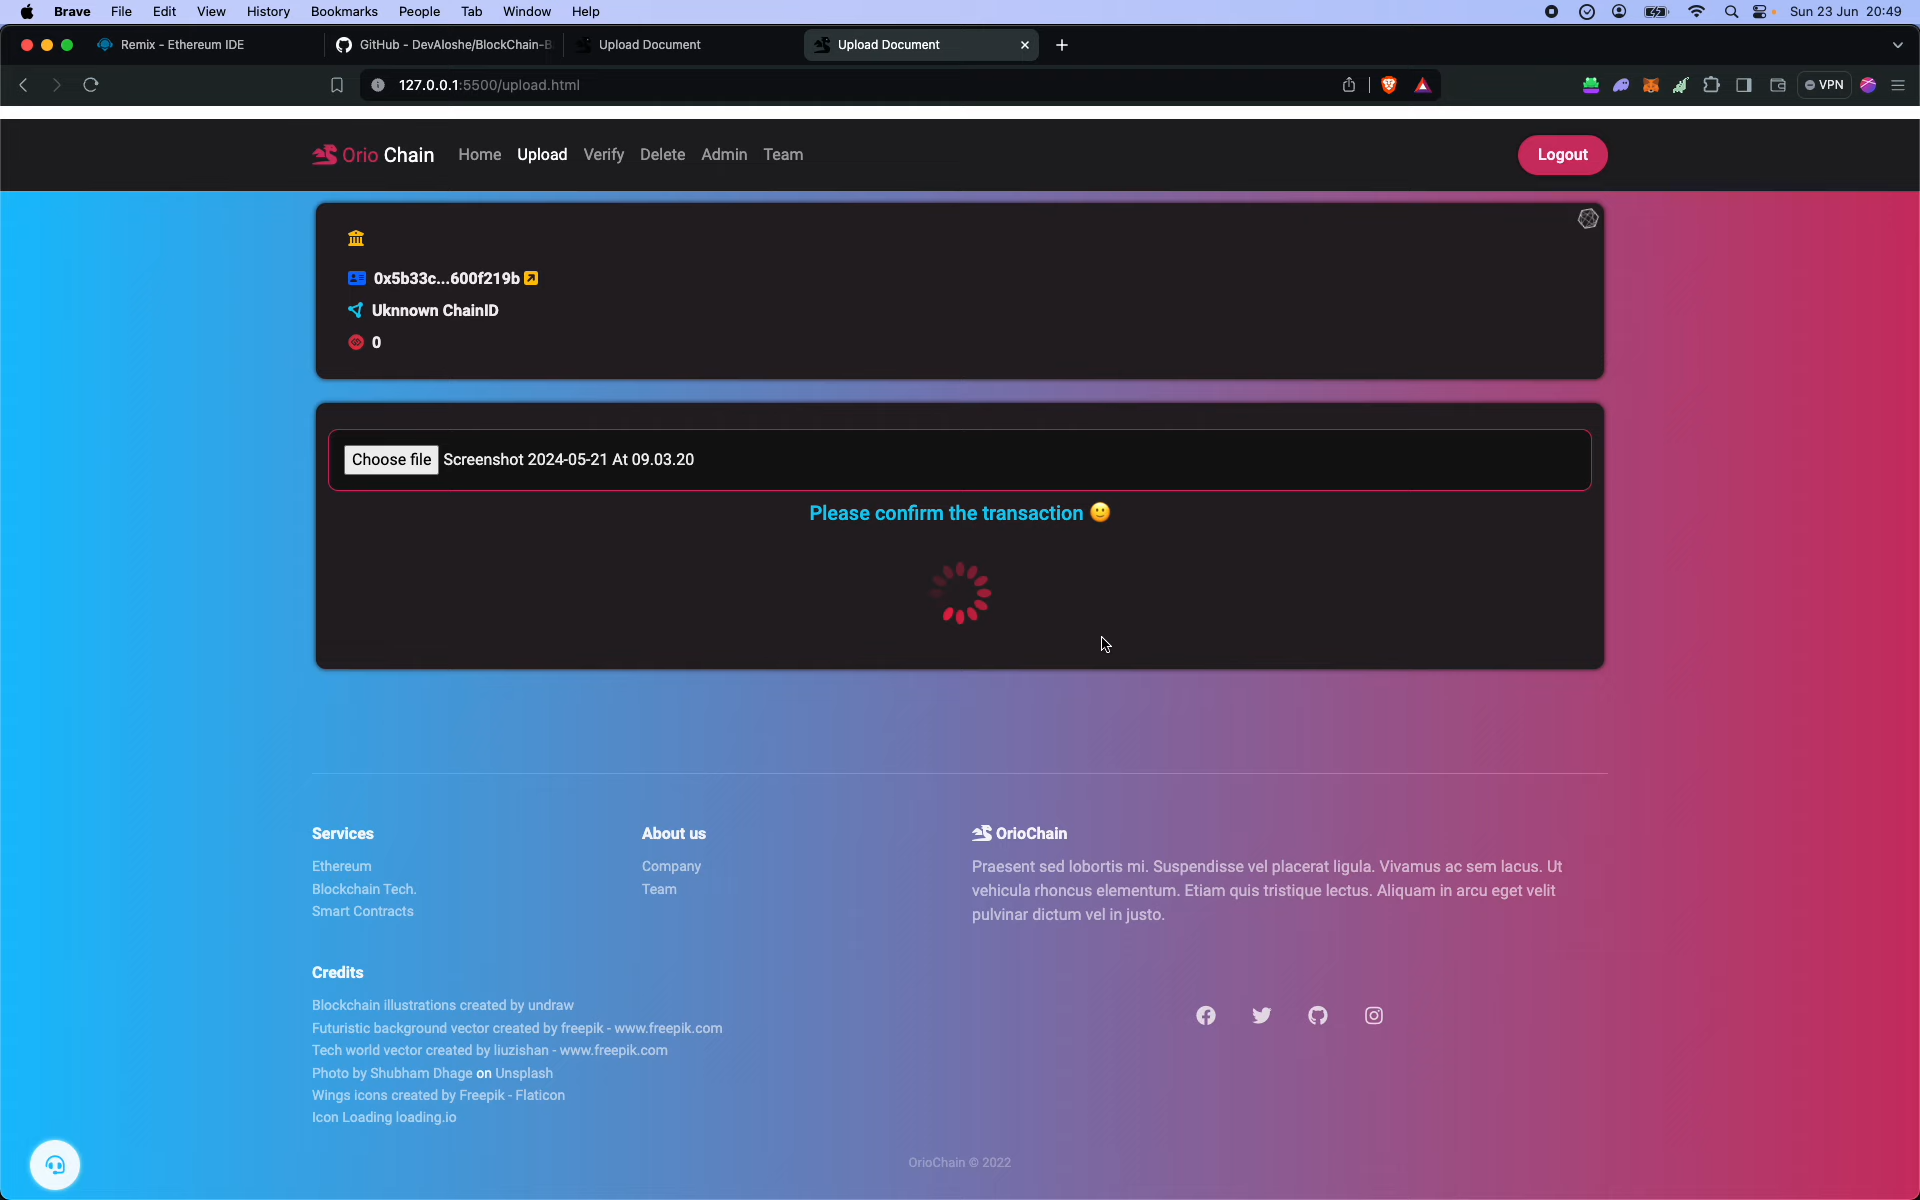 Brave File Edit View History Bookmarks People Tab Window Help Sun 23 Jun 20:49
Remix - Ethereum IDE GitHub - DevAloshe/BlockChain-B Upload Document Upload Document
127.0.0.1:5500/upload.html VPN
Orio Chain Home Upload Verify Delete Admin Team Logout
0x5b33c...600f219b
Uknnown ChainID
0
Choose file Screenshot 2024-05-21 At 09.03.20
Please confirm the transaction 🙂
Services
Ethereum
Blockchain Tech.
Smart Contracts
About us
Company
Team
OrioChain
Praesent sed lobortis mi. Suspendisse vel placerat ligula. Vivamus ac sem lacus. Ut
vehicula rhoncus elementum. Etiam quis tristique lectus. Aliquam in arcu eget velit
pulvinar dictum vel in justo.
Credits
Blockchain illustrations created by undraw
Futuristic background vector created by freepik - www.freepik.com
Tech world vector created by liuzishan - www.freepik.com
Photo by Shubham Dhage on Unsplash
Wings icons created by Freepik - Flaticon
Icon Loading loading.io
OrioChain © 2022